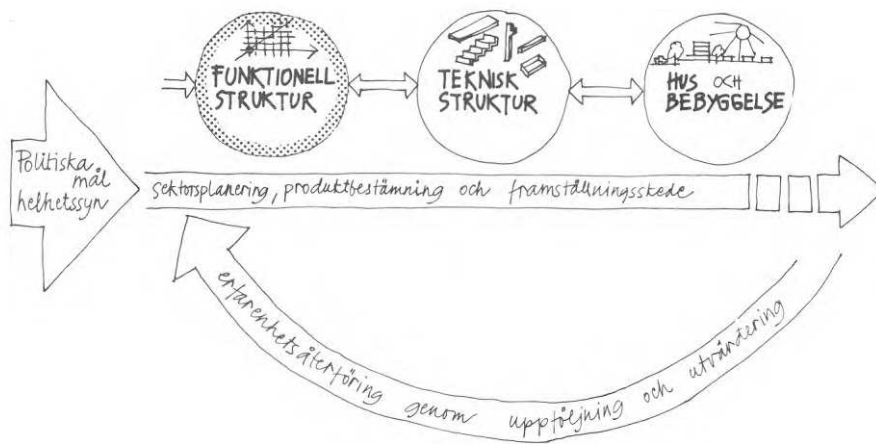 FUNKTIONELL
STRUKTUR
TEKNISK
STRUKTUR
HUS OCH
BEBYGGELSE
Politiska
mål
helhetssyn
sektorsplanering, produktbestämning och framställningsskede
erfarenhetsåterföring genom uppföljning och utvärdering